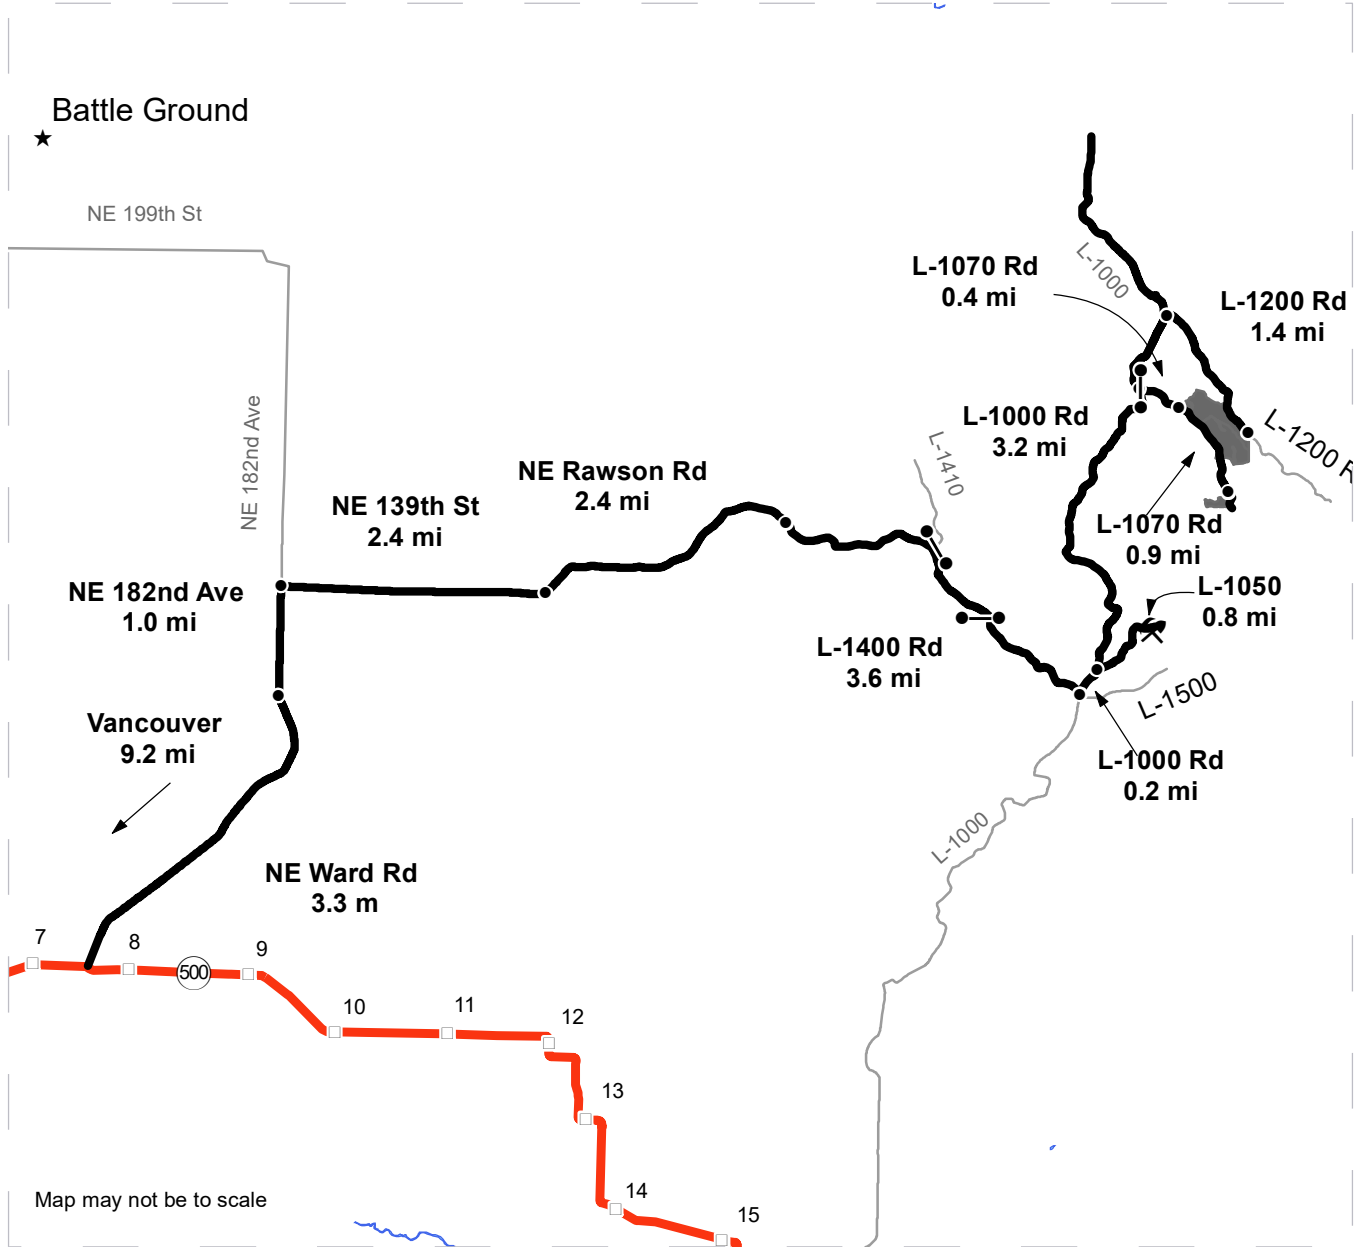 Battle Ground
NE 199th St
L-1000
L-1070 Rd
0.4 mi
L-1200 Rd
1.4 mi
NE 182nd Ave
L-1000 Rd
3.2 mi
L-1200 R
L-1410
NE Rawson Rd
2.4 mi
NE 139th St
2.4 mi
L-1070 Rd
0.9 mi
NE 182nd Ave
1.0 mi
L-1050
0.8 mi
L-1400 Rd
3.6 mi
L-1500
Vancouver
9.2 mi
L-1000 Rd
0.2 mi
L-1000
NE Ward Rd
3.3 m
7
8
500
9
10
11
12
13
14
15
Map may not be to scale